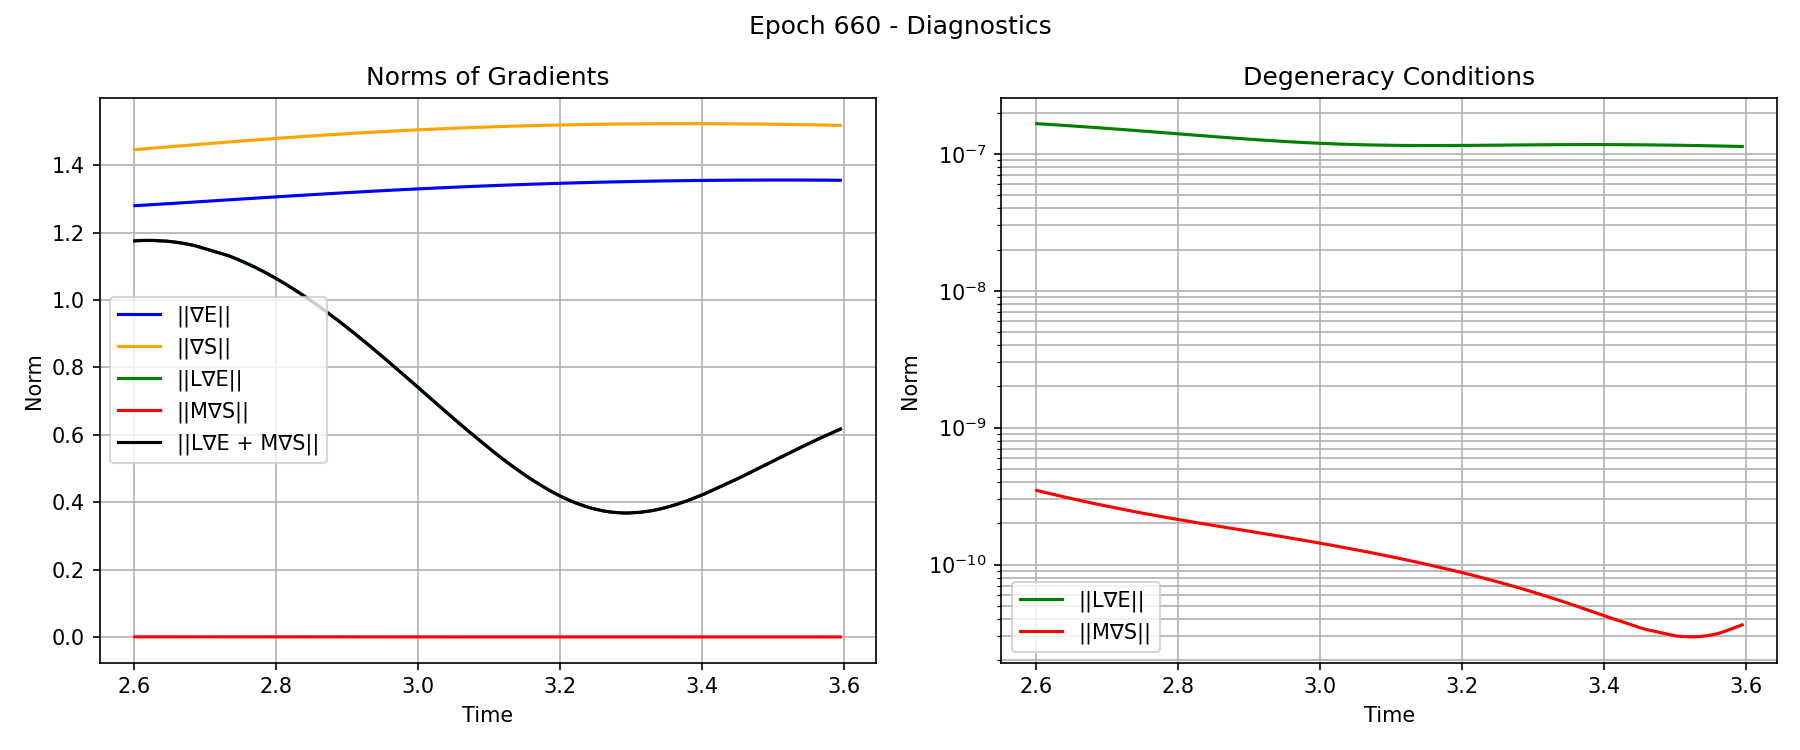 Epoch 660 - Diagnostics
Norms of Gradients
Norm
1.4
1.2
1.0
0.8
0.6
0.4
0.2
0.0
||∇E||
||∇S||
||L∇E||
||M∇S||
||L∇E + M∇S||
2.6 2.8 3.0 3.2 3.4 3.6
Time
Degeneracy Conditions
Norm
10⁻⁷
10⁻⁸
10⁻⁹
10⁻¹⁰
||L∇E||
||M∇S||
2.6 2.8 3.0 3.2 3.4 3.6
Time